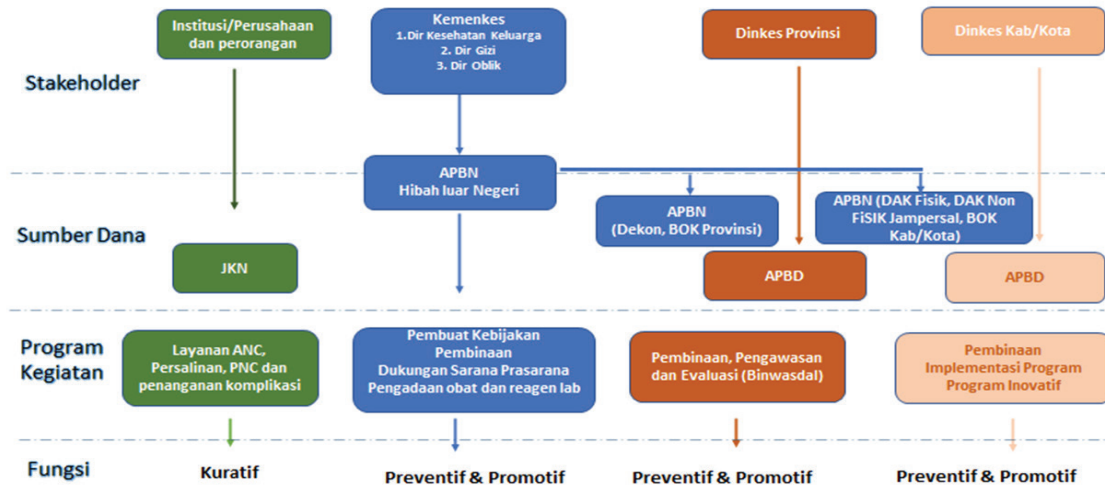 Stakeholder
Institusi/Perusahaan
dan perorangan
Kemenkes
1.Dir Kesehatan Keluarga
2. Dir Gizi
3. Dir Oblik
Dinkes Provinsi
Dinkes Kab/Kota
Sumber Dana
JKN
APBN
Hibah luar Negeri
APBN
(Dekon, BOK Provinsi)
APBD
APBN (DAK Fisik, DAK Non
FiSIK Jampersal, BOK
Kab/Kota)
APBD
Program
Kegiatan
Layanan ANC,
Persalinan, PNC dan
penanganan komplikasi
Pembuat Kebijakan
Pembinaan
Dukungan Sarana Prasarana
Pengadaan obat dan reagen lab
Pembinaan, Pengawasan
dan Evaluasi (Binwasdal)
Pembinaan
Implementasi Program
Program Inovatif
Fungsi
Kuratif
Preventif & Promotif
Preventif & Promotif
Preventif & Promotif